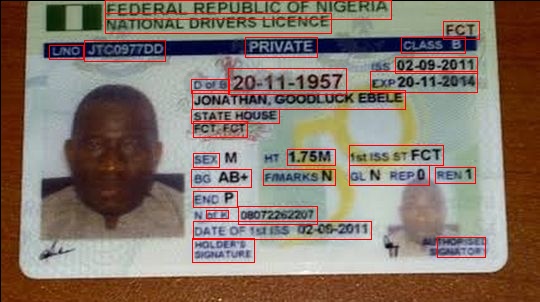 FEDERAL REPUBLIC OF NIGERIA
NATIONAL DRIVERS LICENCE
FCT
L/NO JTC0977DD PRIVATE CLASS B
ISS 02-09-2011
D of B 20-11-1957 EXP 20-11-2014
JONATHAN, GOODLUCK EBELE
STATE HOUSE
FCT, FCT
SEX M HT 1.75M 1st ISS ST FCT
BG AB+ F/MARKS N GL N REP 0 REN 1
END P
N of K 08072262207
DATE OF 1st ISS 02-09-2011
HOLDER'S
SIGNATURE
AUTHORISED
SIGNATORY